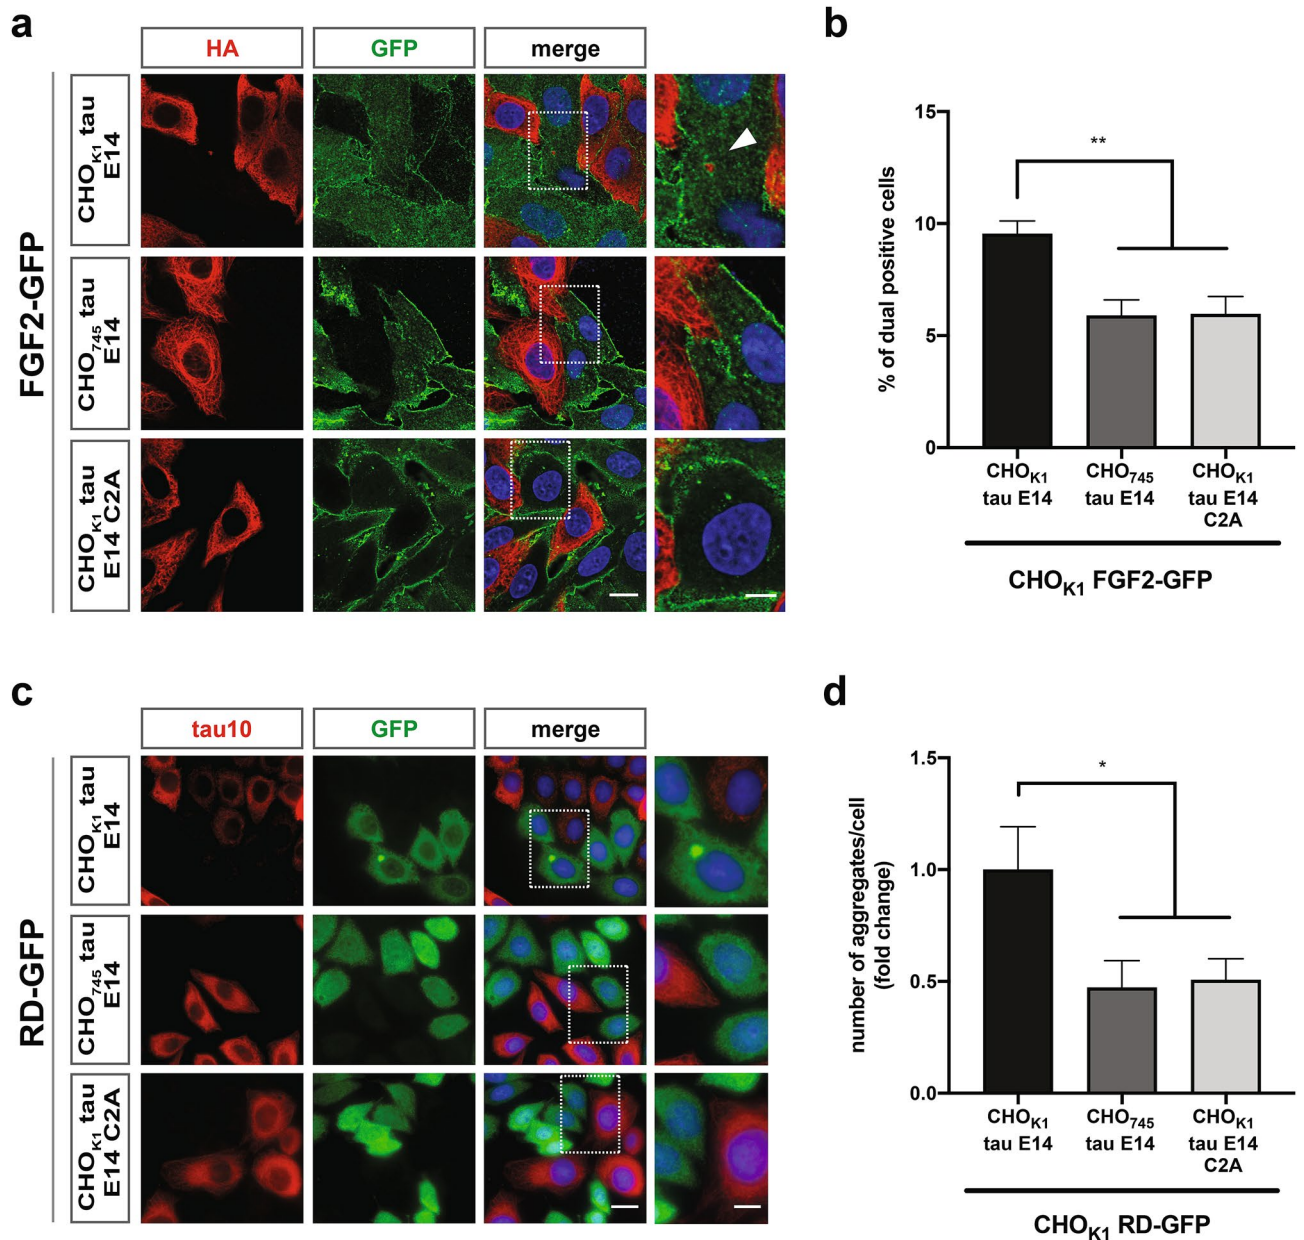 a
HA
GFP
merge
FGF2-GFP
CHOK1 tau
E14
CHO745 tau
E14
CHOK1 tau
E14 C2A
b
% of dual positive cells
15
10
5
0
**
CHOK1
tau E14
CHO745
tau E14
CHOK1
tau E14
C2A
CHOK1 FGF2-GFP
c
tau10
GFP
merge
RD-GFP
CHOK1 tau
E14
CHO745 tau
E14
CHOK1 tau
E14 C2A
d
number of aggregates/cell
(fold change)
1.5
1.0
0.5
0.0
*
CHOK1
tau E14
CHO745
tau E14
CHOK1
tau E14
C2A
CHOK1 RD-GFP